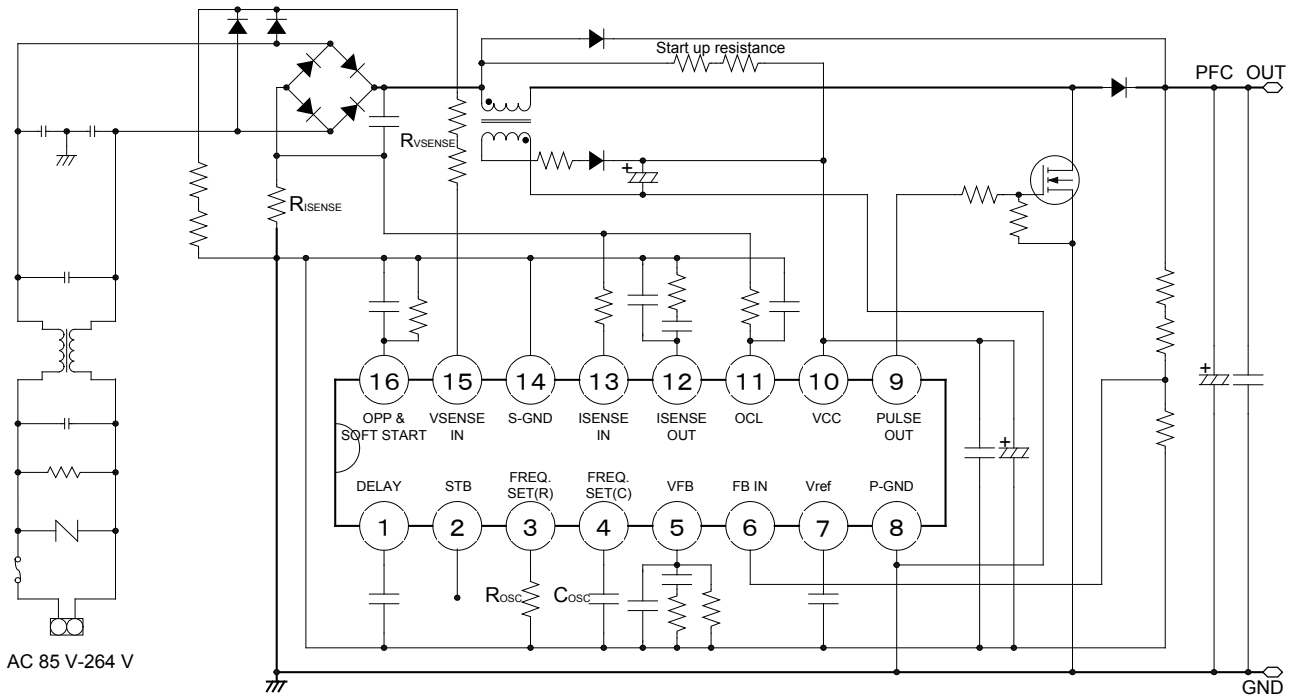 Start up resistance
PFC OUT
RVSENSE
RISENSE
+
16
15
14
13
12
11
10
9
OPP &
SOFT START
VSENSE
IN
S-GND
ISENSE
IN
ISENSE
OUT
OCL
VCC
PULSE
OUT
+
+
DELAY
STB
FREQ.
SET(R)
FREQ.
SET(C)
VFB
FB IN
Vref
P-GND
1
2
3
4
5
6
7
8
ROSC
COSC
AC 85 V-264 V
GND